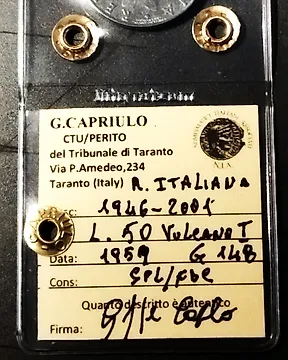 G.CAPRIULO
CTU/PERITO
del Tribunale di Taranto
Via P.Amedeo,234
Taranto (Italy) R. ITALIANA
1946-2001
L. 50 VULCANO T
Data: 1959 G 148
Cons: SPL/FDC
Quanto descritto è autentico
Firma:
N.I.A.